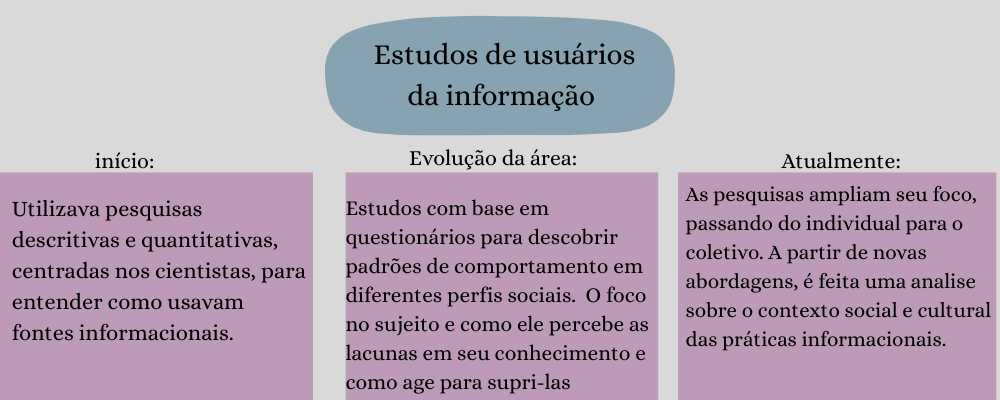 Estudos de usuários
da informação
início:
Utilizava pesquisas
descritivas e quantitativas,
centradas nos cientistas, para
entender como usavam
fontes informacionais.
Evolução da área:
Estudos com base em
questionários para descobrir
padrões de comportamento em
diferentes perfis sociais.  O foco
no sujeito e como ele percebe as
lacunas em seu conhecimento e
como age para supri-las
Atualmente:
As pesquisas ampliam seu foco,
passando do individual para o
coletivo. A partir de novas
abordagens, é feita uma analise
sobre o contexto social e cultural
das práticas informacionais.